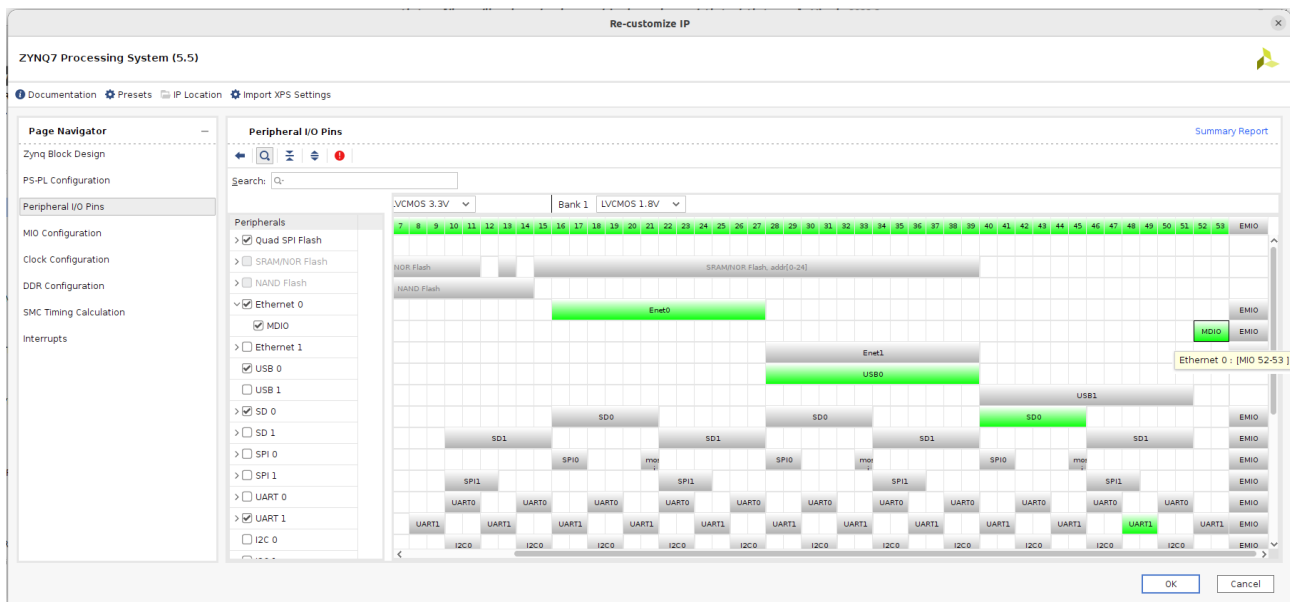 Re-customize IP
ZYNQ7 Processing System (5.5)
Documentation Presets IP Location Import XPS Settings
Page Navigator
Zynq Block Design
PS-PL Configuration
Peripheral I/O Pins
MIO Configuration
Clock Configuration
DDR Configuration
SMC Timing Calculation
Interrupts
Peripheral I/O Pins
Summary Report
Search: Q-
.VCMOS 3.3V Bank 1 LVCMOS 1.8V
Peripherals 7 8 9 10 11 12 13 14 15 16 17 18 19 20 21 22 23 24 25 26 27 28 29 30 31 32 33 34 35 36 37 38 39 40 41 42 43 44 45 46 47 48 49 50 51 52 53 EMIO
Quad SPI Flash
SRAM/NOR Flash NOR Flash SRAM/NOR Flash, addr[0-24]
NAND Flash NAND Flash
Ethernet 0 Enet0 EMIO
MDIO MDIO EMIO
Ethernet 1 Enet1
Ethernet 0 : [MIO 52-53 ]
USB 0 USB0
USB 1 USB1
SD 0 SD0 SD0 SD0 EMIO
SD 1 SD1 SD1 SD1 SD1 EMIO
SPI 0 SPI0 mos SPI0 mos SPI0 mos EMIO
SPI 1 SPI1 SPI1 SPI1 SPI1 EMIO
UART 0 UART0 UART0 UART0 UART0 UART0 UART0 UART0 UART0 UART0 UART0 UART0 EMIO
UART 1 UART1 UART1 UART1 UART1 UART1 UART1 UART1 UART1 UART1 UART1 UART1 UART1 EMIO
I2C 0 I2C0 I2C0 I2C0 I2C0 I2C0 I2C0 I2C0 I2C0 I2C0 I2C0 I2C0 EMIO
OK Cancel